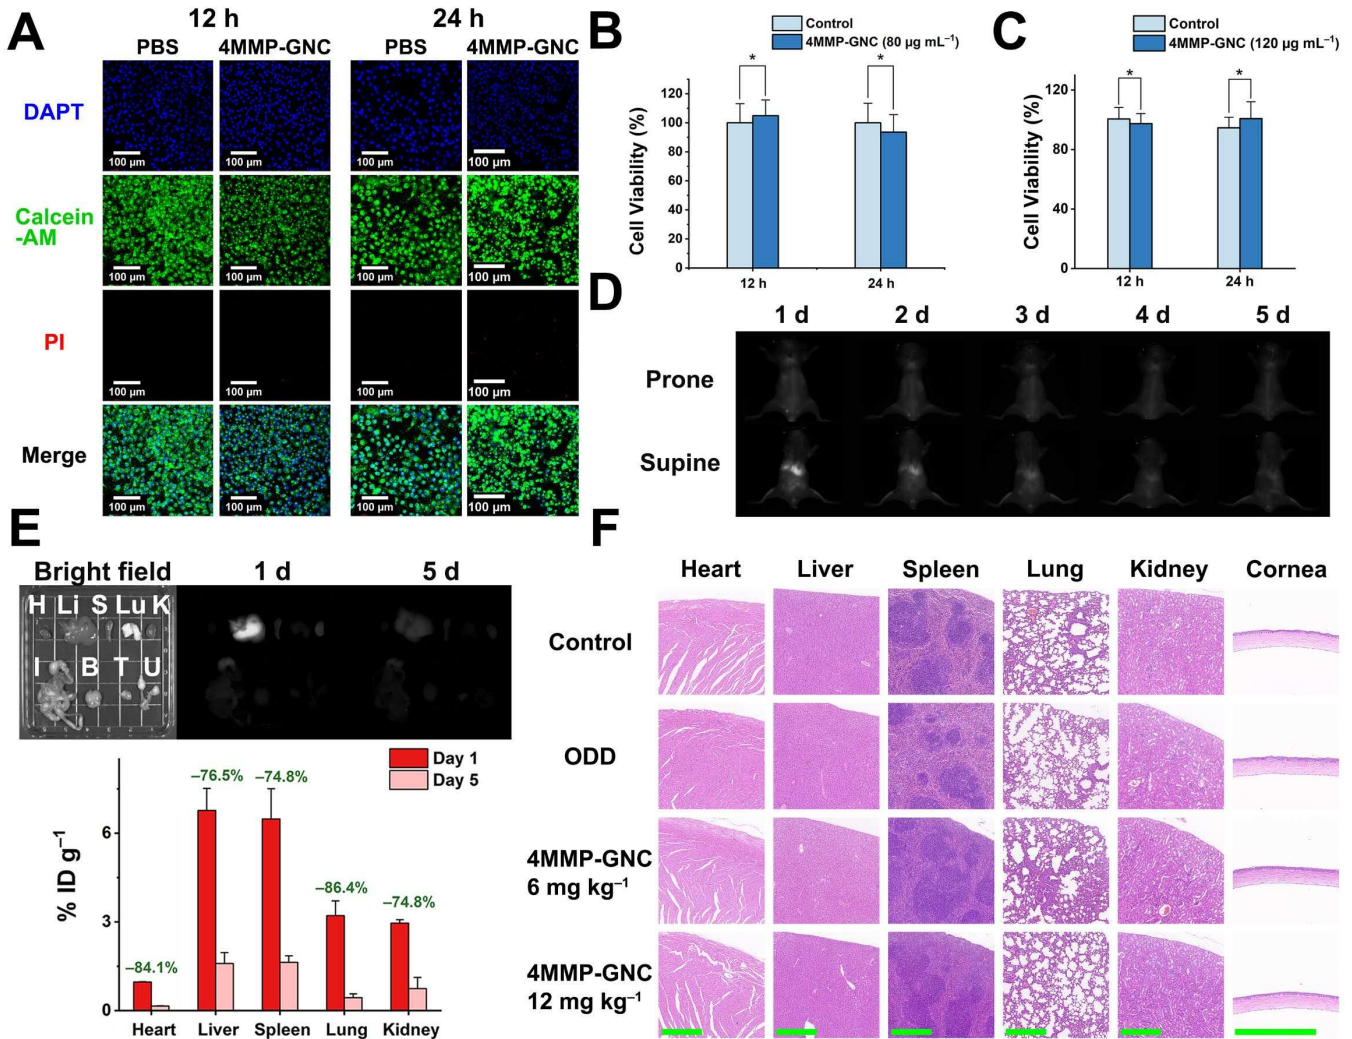 A
12 h
24 h
PBS
4MMP-GNC
PBS
4MMP-GNC
DAPT
100 μm
100 μm
100 μm
100 μm
Calcein
-AM
100 μm
100 μm
100 μm
100 μm
PI
100 μm
100 μm
100 μm
100 μm
Merge
100 μm
100 μm
100 μm
100 μm
B
Control
4MMP-GNC (80 μg mL⁻¹)
Cell Viability (%)
120
100
80
60
40
20
0
*
*
12 h
24 h
C
Control
4MMP-GNC (120 μg mL⁻¹)
Cell Viability (%)
120
80
40
0
*
*
12 h
24 h
D
1 d
2 d
3 d
4 d
5 d
Prone
Supine
E
Bright field
1 d
5 d
H Li S Lu K
I B T U
Day 1
Day 5
% ID g⁻¹
6
3
0
–84.1%
–76.5%
–74.8%
–86.4%
–74.8%
Heart
Liver
Spleen
Lung
Kidney
F
Heart
Liver
Spleen
Lung
Kidney
Cornea
Control
ODD
4MMP-GNC
6 mg kg⁻¹
4MMP-GNC
12 mg kg⁻¹